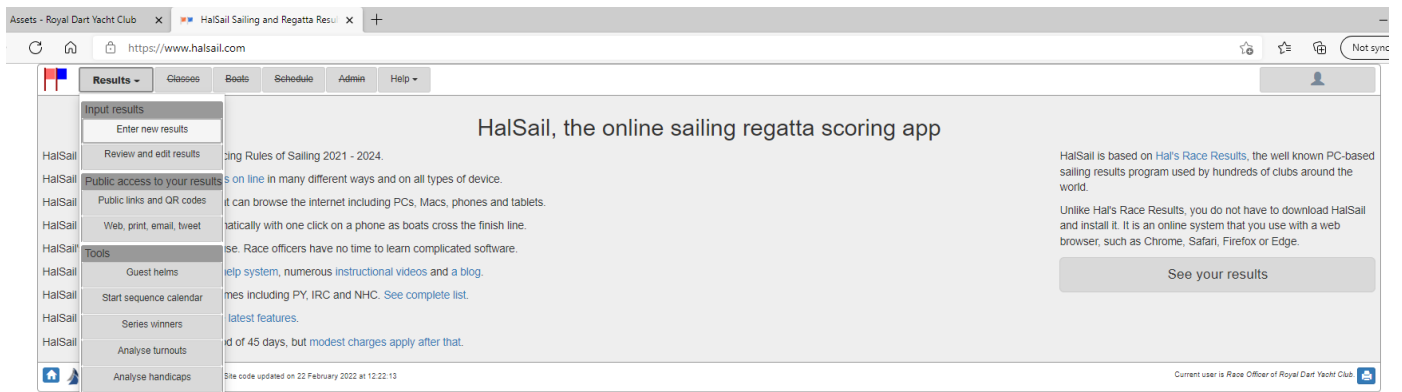 Assets - Royal Dart Yacht Club
HalSail Sailing and Regatta Resul
https://www.halsail.com
Not sync
Results
Classes
Boats
Schedule
Admin
Help
Input results
Enter new results
Review and edit results
Public access to your results
Public links and QR codes
Web, print, email, tweet
Tools
Guest helms
Start sequence calendar
Series winners
Analyse turnouts
Analyse handicaps
HalSail, the online sailing regatta scoring app
HalSail cing Rules of Sailing 2021 - 2024.
HalSail s on line in many different ways and on all types of device.
HalSail t can browse the internet including PCs, Macs, phones and tablets.
HalSail matically with one click on a phone as boats cross the finish line.
HalSail' se. Race officers have no time to learn complicated software.
HalSail help system, numerous instructional videos and a blog.
HalSail mes including PY, IRC and NHC. See complete list.
HalSail latest features.
HalSail od of 45 days, but modest charges apply after that.
HalSail is based on Hal's Race Results, the well known PC-based
sailing results program used by hundreds of clubs around the
world.
Unlike Hal's Race Results, you do not have to download HalSail
and install it. It is an online system that you use with a web
browser, such as Chrome, Safari, Firefox or Edge.
See your results
Site code updated on 22 February 2022 at 12:22:13
Current user is Race Officer of Royal Dart Yacht Club.